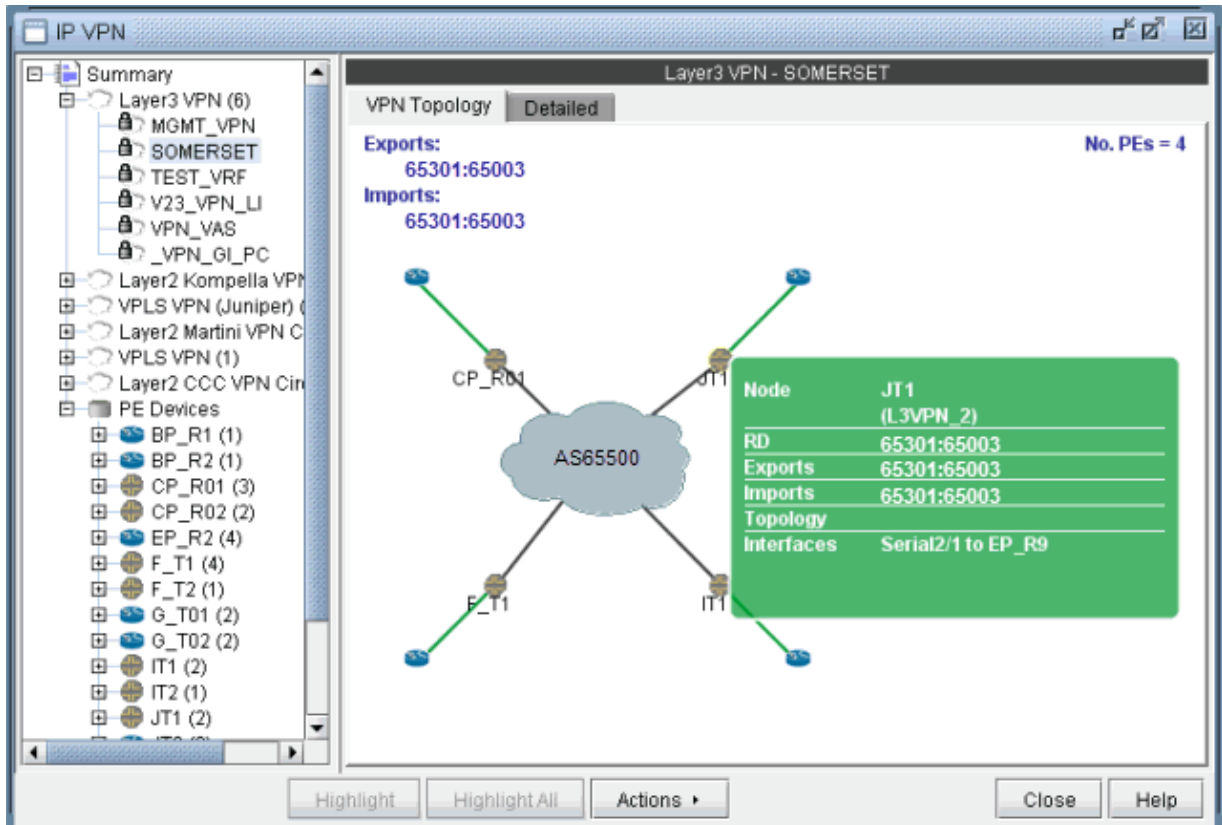 IP VPN
Summary
Layer3 VPN (6)
MGMT_VPN
SOMERSET
TEST_VRF
V23_VPN_LI
VPN_VAS
_VPN_GI_PC
Layer2 Kompella VPN
VPLS VPN (Juniper) (
Layer2 Martini VPN C
VPLS VPN (1)
Layer2 CCC VPN Cir
PE Devices
BP_R1 (1)
BP_R2 (1)
CP_R01 (3)
CP_R02 (2)
EP_R2 (4)
F_T1 (4)
F_T2 (1)
G_T01 (2)
G_T02 (2)
IT1 (2)
IT2 (1)
JT1 (2)
Layer3 VPN - SOMERSET
VPN Topology Detailed
Exports: No. PEs = 4
65301:65003
Imports:
65301:65003
CP_R01 JT1
AS65500
F_T1 IT1
Node JT1
(L3VPN_2)
RD 65301:65003
Exports 65301:65003
Imports 65301:65003
Topology
Interfaces Serial2/1 to EP_R9
Highlight Highlight All Actions Close Help